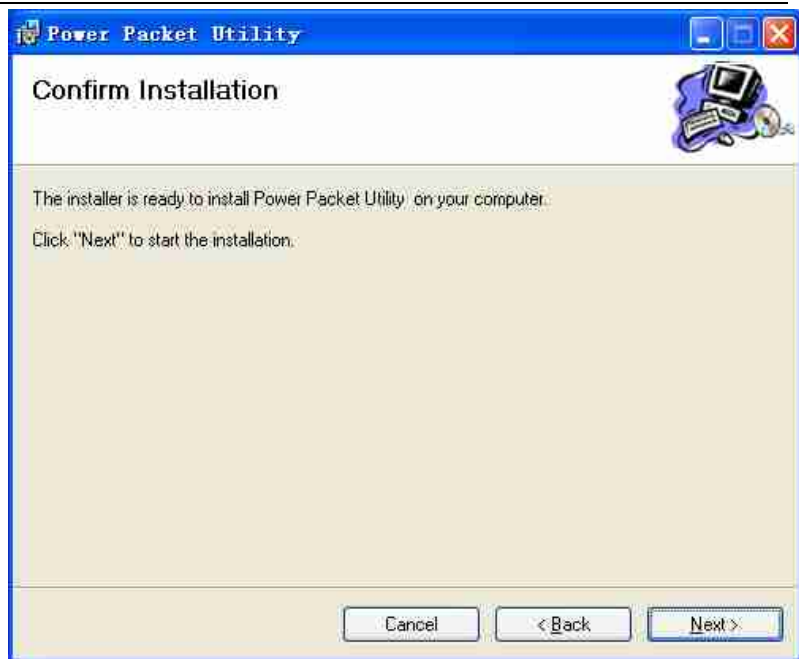 Power Packet Utility
Confirm Installation
The installer is ready to install Power Packet Utility  on your computer.
Click "Next" to start the installation.
Cancel
< Back
Next >